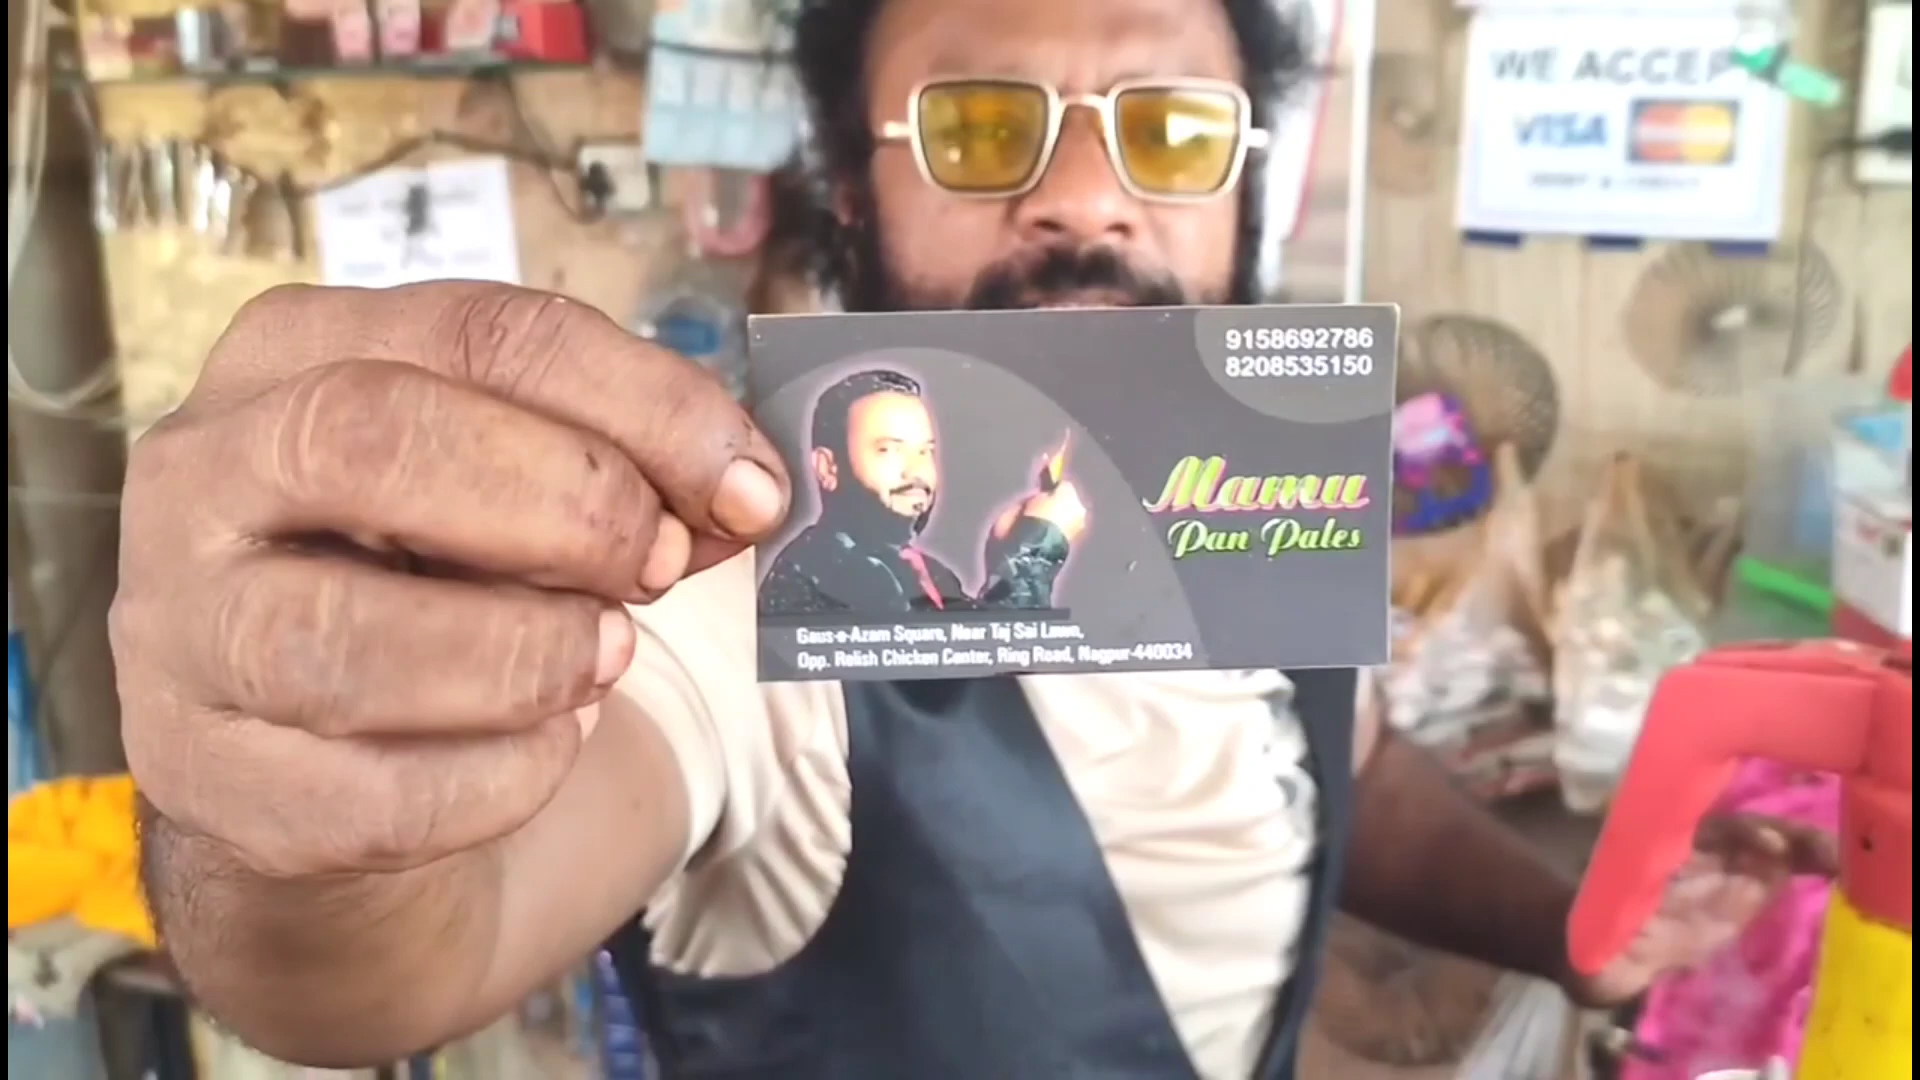 WE ACCEPT
VISA
9158692786
8208535150
Mamu
Pan Pales
Gaus-e-Azam Square, Near Taj Sai Lawn,
Opp. Relish Chicken Center, Ring Road, Nagpur-440034